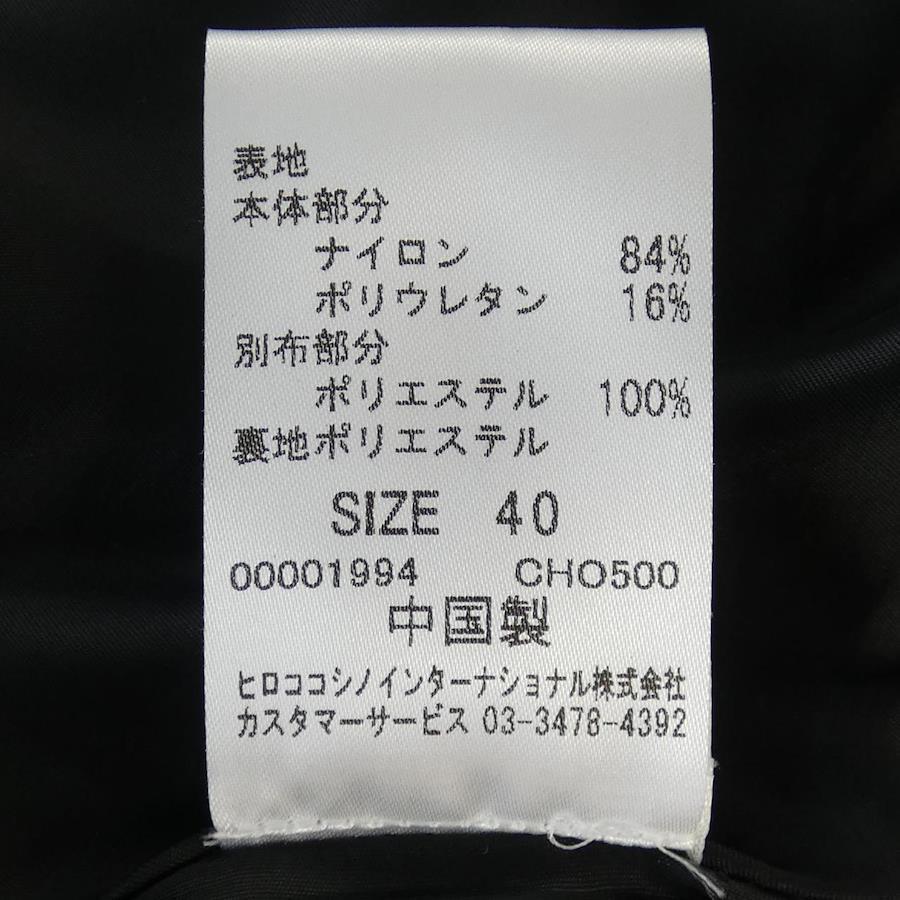 表地
本体部分
ナイロン 84%
ポリウレタン 16%
別布部分
ポリエステル 100%
裏地ポリエステル
SIZE 40
00001994 CHO500
中国製
ヒロココシノインターナショナル株式会社
カスタマーサービス 03-3478-4392